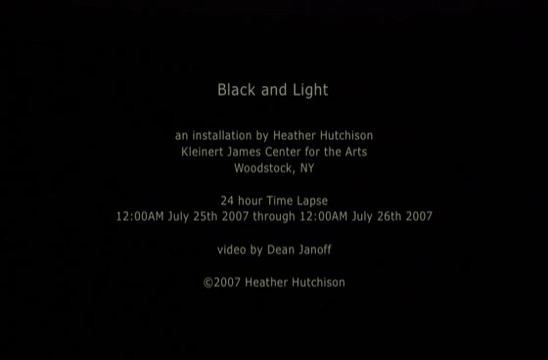 Black and Light
an installation by Heather Hutchison
Kleinert James Center for the Arts
Woodstock, NY
24 hour Time Lapse
12:00AM July 25th 2007 through 12:00AM July 26th 2007
video by Dean Janoff
©2007 Heather Hutchison